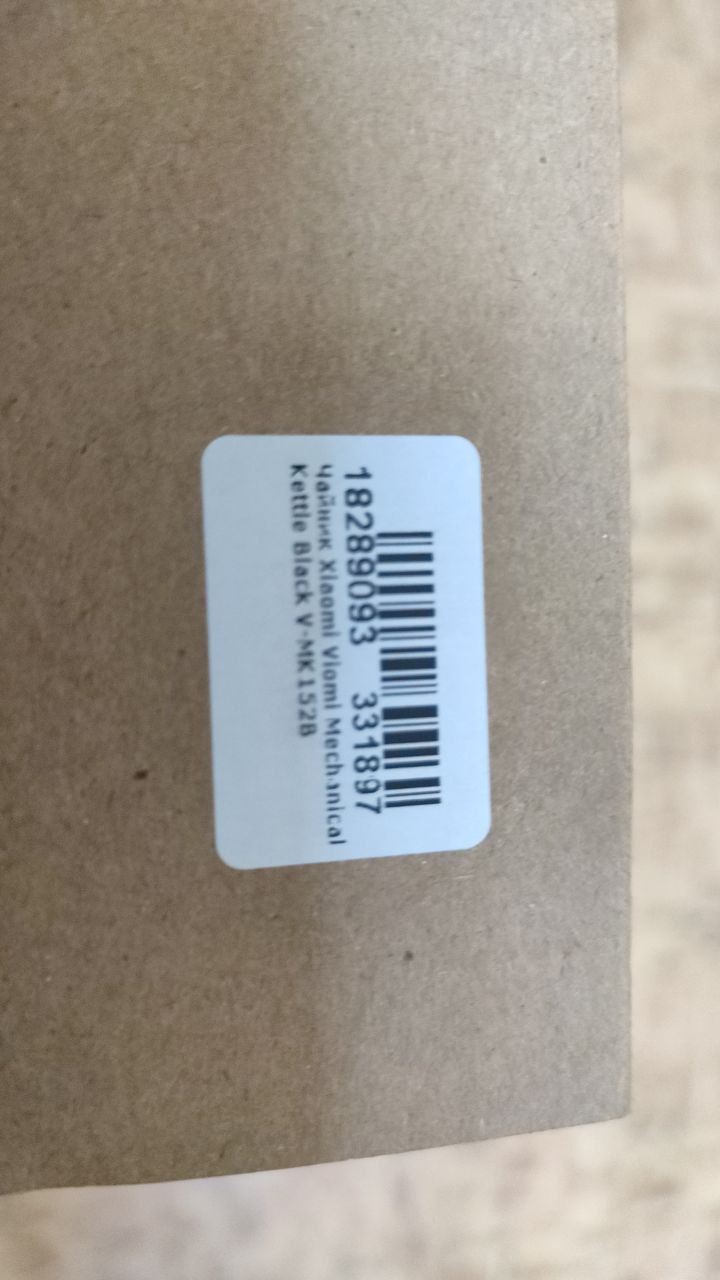 18289093 331897
Чайник Xiaomi Viomi Mechanical
Kettle Black V-MK152B